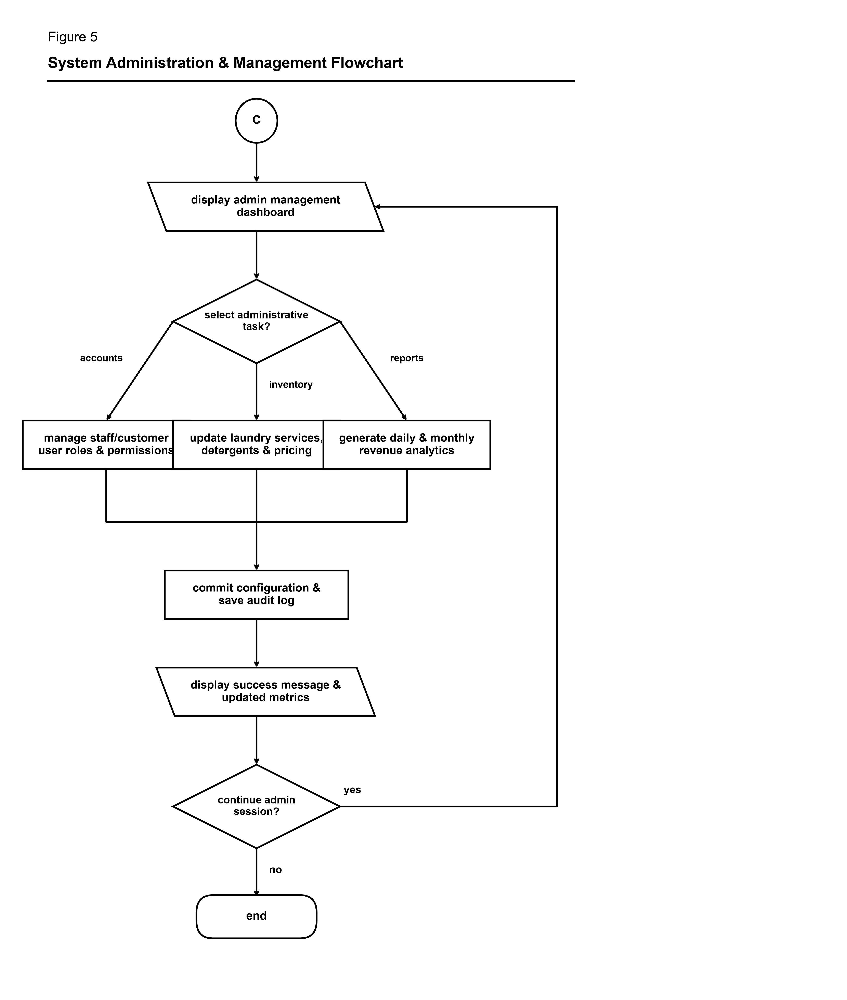 Figure 5
System Administration & Management Flowchart
C
display admin management
dashboard
select administrative
task?
accounts
reports
inventory
manage staff/customer
user roles & permissions
update laundry services,
detergents & pricing
generate daily & monthly
revenue analytics
commit configuration &
save audit log
display success message &
updated metrics
continue admin
session?
yes
no
end